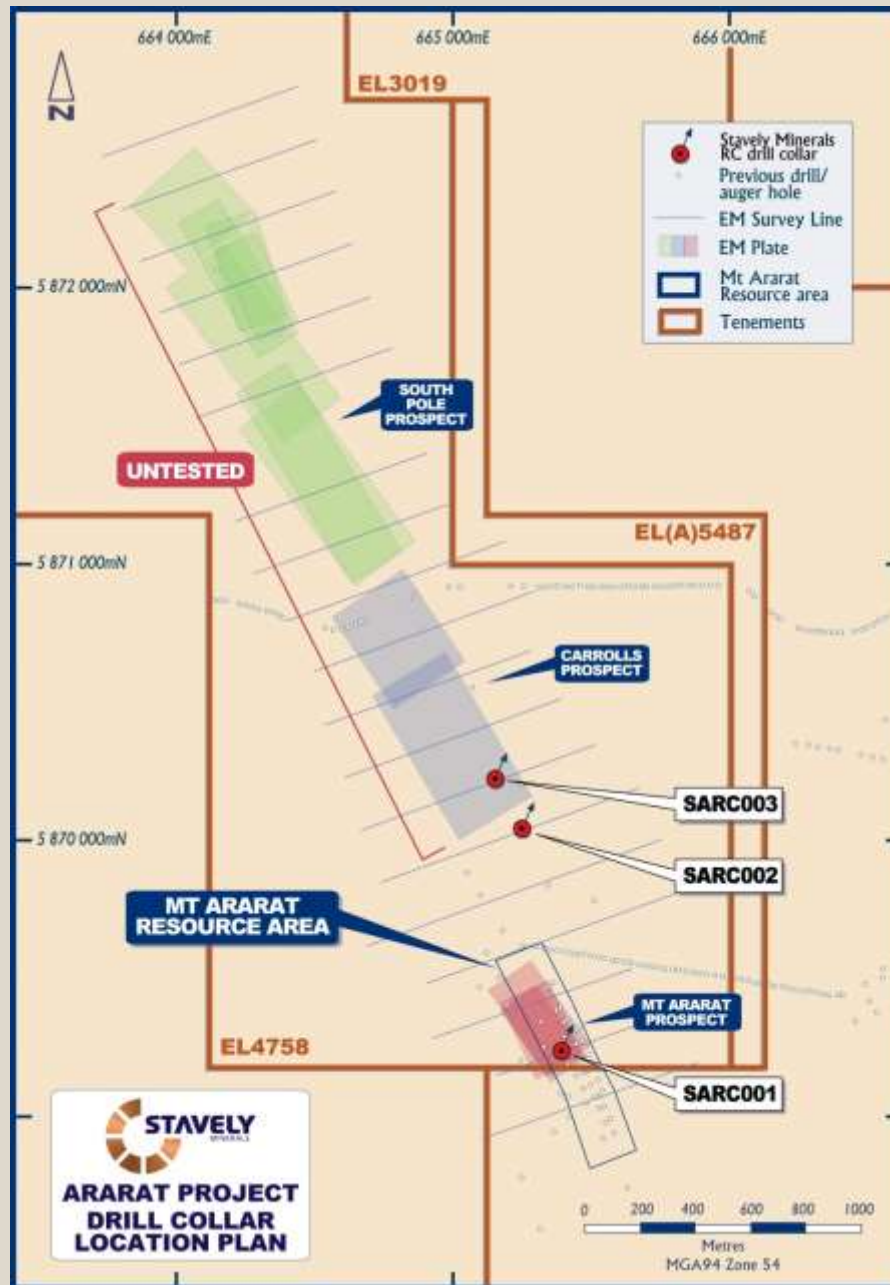 664 000mE
665 000mE
666 000mE
EL3019
N
Stavely Minerals
RC drill collar
Previous drill/
auger hole
EM Survey Line
EM Plate
Mt Ararat
Resource area
Tenements
5 872 000mN
SOUTH
POLE
PROSPECT
UNTESTED
EL(A)5487
5 871 000mN
CARROLLS
PROSPECT
SARC003
5 870 000mN
SARC002
MT ARARAT
RESOURCE AREA
MT ARARAT
PROSPECT
EL4758
SARC001
STAVELY
MINERALS
ARARAT PROJECT
DRILL COLLAR
LOCATION PLAN
0 200 400 600 800 1000
Metres
MGA94 Zone 54